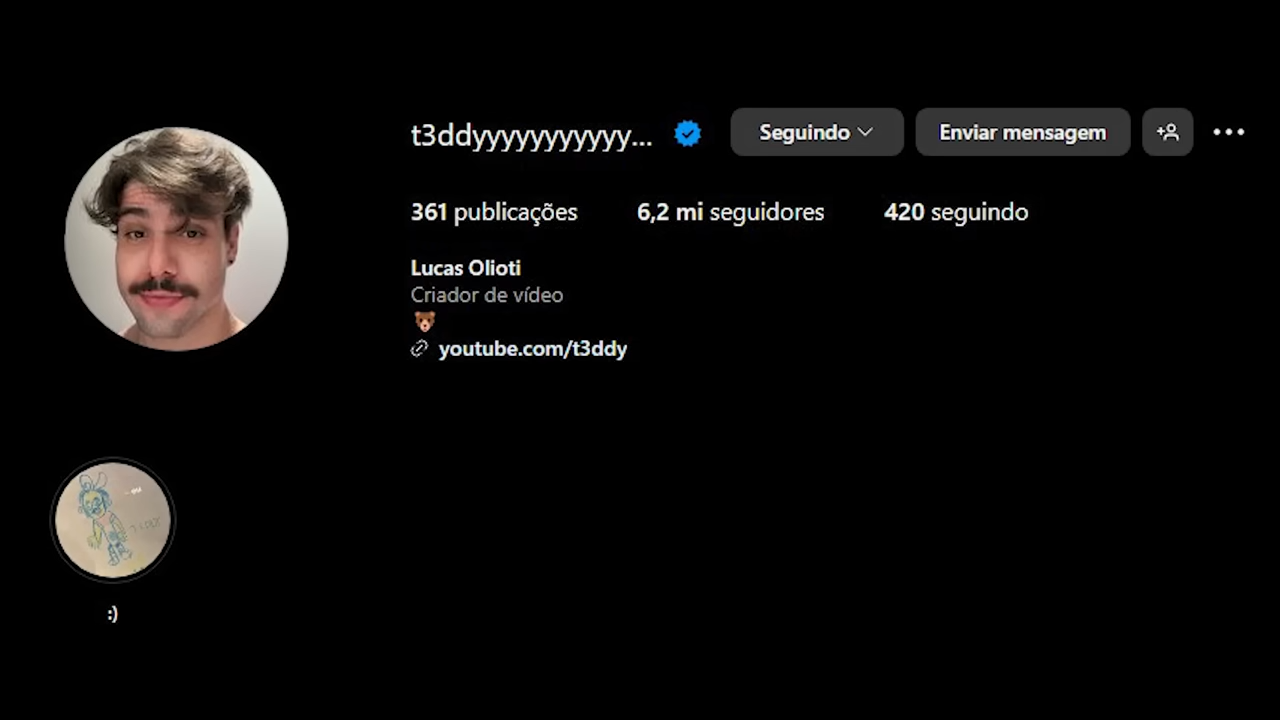 t3ddyyyyyyyyyyy...
Seguindo
Enviar mensagem
361 publicações 6,2 mi seguidores 420 seguindo
Lucas Olioti
Criador de vídeo
youtube.com/t3ddy
:)